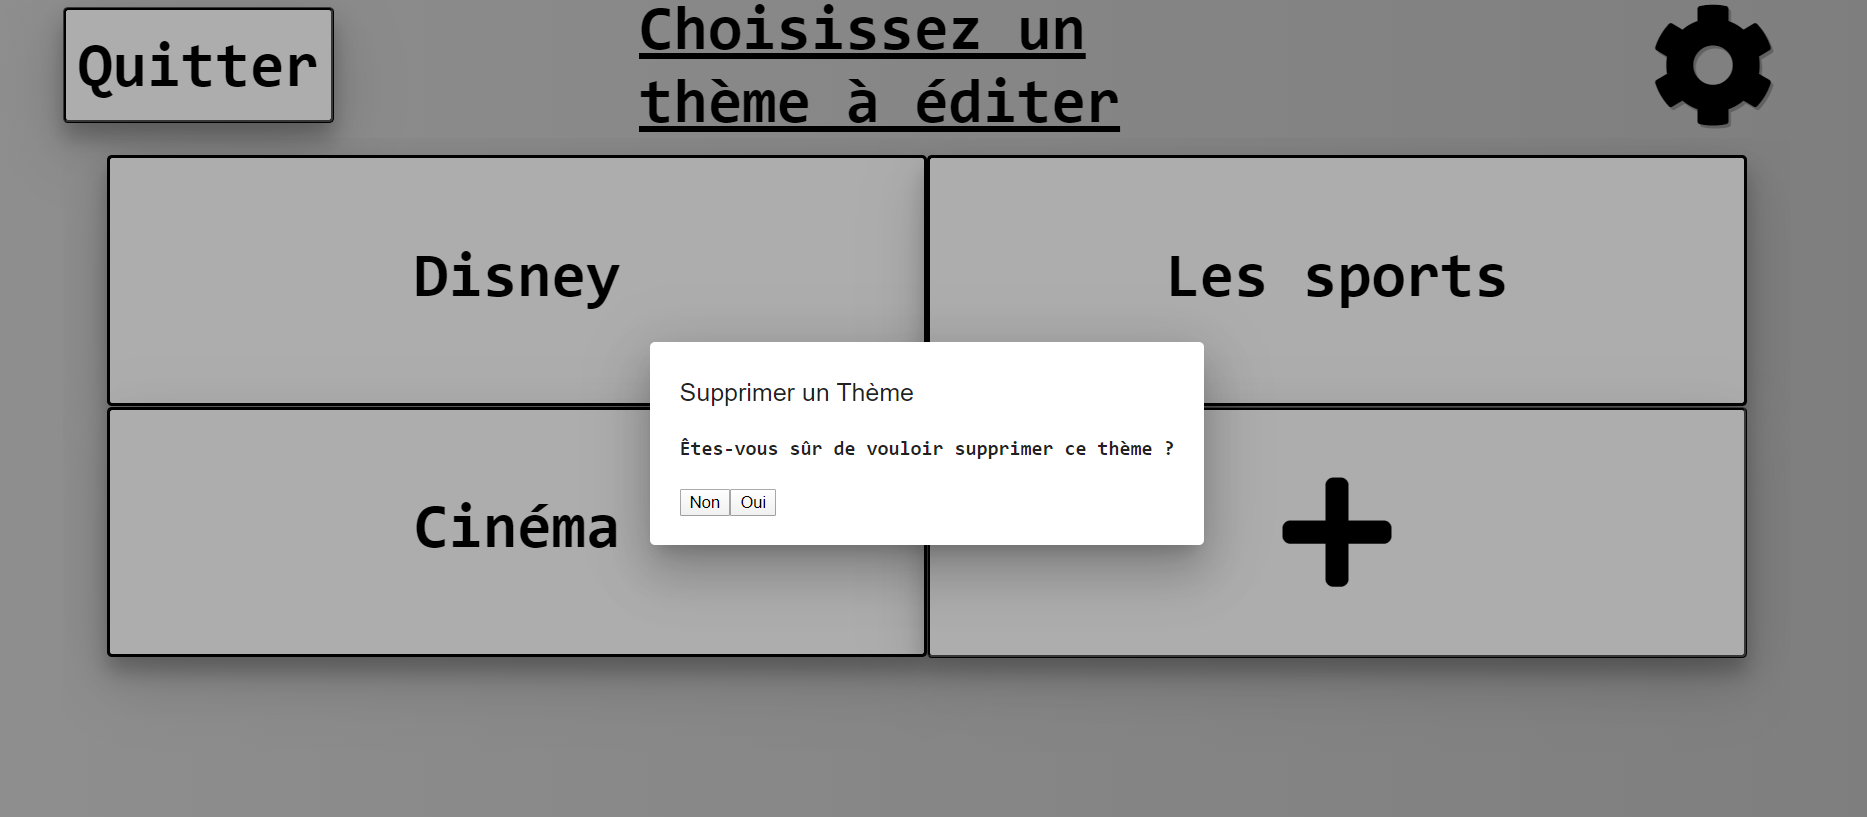 Quitter
Choisissez un
thème à éditer
Disney
Les sports
Supprimer un Thème
Êtes-vous sûr de vouloir supprimer ce thème ?
Non Oui
Cinéma